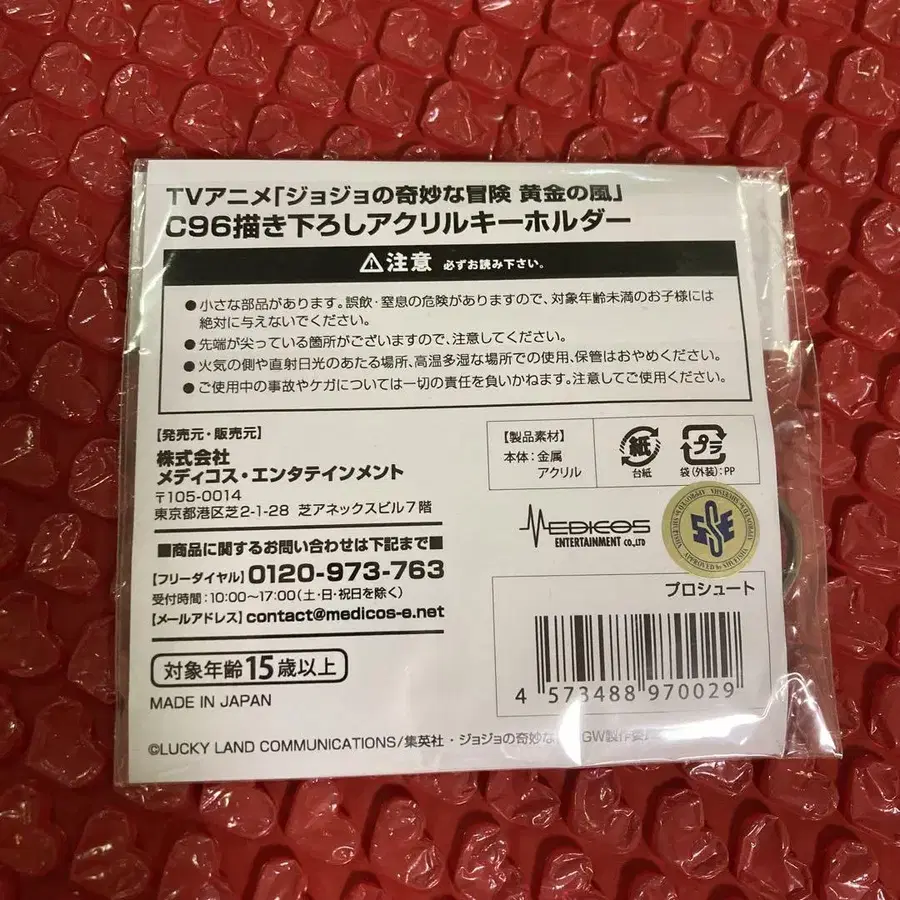 TVアニメ「ジョジョの奇妙な冒険 黄金の風」
C96描き下ろしアクリルキーホルダー
注意 必ずお読み下さい。
●小さな部品があります。誤飲・窒息の危険がありますので、対象年齢未満のお子様には
絶対に与えないでください。
●先端が尖っている箇所がございますので、注意してください。
●火気の側や直射日光のあたる場所、高温多湿な場所での使用、保管はおやめください。
●ご使用中の事故やケガについては一切の責任を負いかねます。注意してご使用ください。
【発売元・販売元】
株式会社
メディコス・エンタテインメント
〒105-0014
東京都港区芝2-1-28 芝アネックスビル7階
■商品に関するお問い合わせは下記まで■
【フリーダイヤル】0120-973-763
受付時間:10:00〜17:00(土・日・祝日を除く)
【メールアドレス】contact@medicos-e.net
対象年齢15歳以上
MADE IN JAPAN
【製品素材】
本体:金属
アクリル
紙
台紙
プラ
袋(外装):PP
MEDICOS
ENTERTAINMENT CO.,LTD
プロシュート
4 573488 970029
©LUCKY LAND COMMUNICATIONS/集英社・ジョジョの奇妙な GW製作委